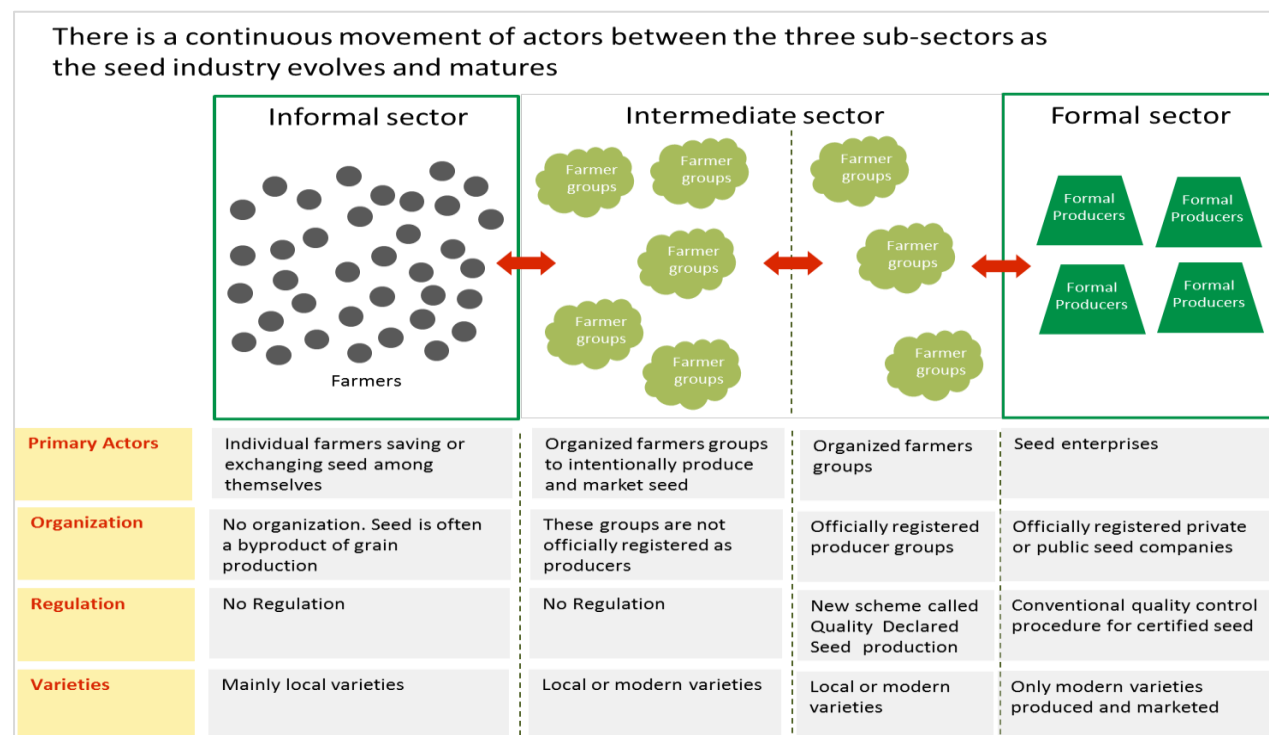 There is a continuous movement of actors between the three sub-sectors as
the seed industry evolves and matures
Informal sector
Intermediate sector
Formal sector
Farmers
Farmer
groups
Farmer
groups
Farmer
groups
Farmer
groups
Farmer
groups
Farmer
groups
Farmer
groups
Farmer
groups
Formal
Producers
Formal
Producers
Formal
Producers
Formal
Producers
Primary Actors
Individual farmers saving or
exchanging seed among
themselves
Organized farmers groups
to intentionally produce
and market seed
Organized farmers
groups
Seed enterprises
Organization
No organization. Seed is often
a byproduct of grain
production
These groups are not
officially registered as
producers
Officially registered
producer groups
Officially registered private
or public seed companies
Regulation
No Regulation
No Regulation
New scheme called
Quality Declared
Seed production
Conventional quality control
procedure for certified seed
Varieties
Mainly local varieties
Local or modern varieties
Local or modern
varieties
Only modern varieties
produced and marketed